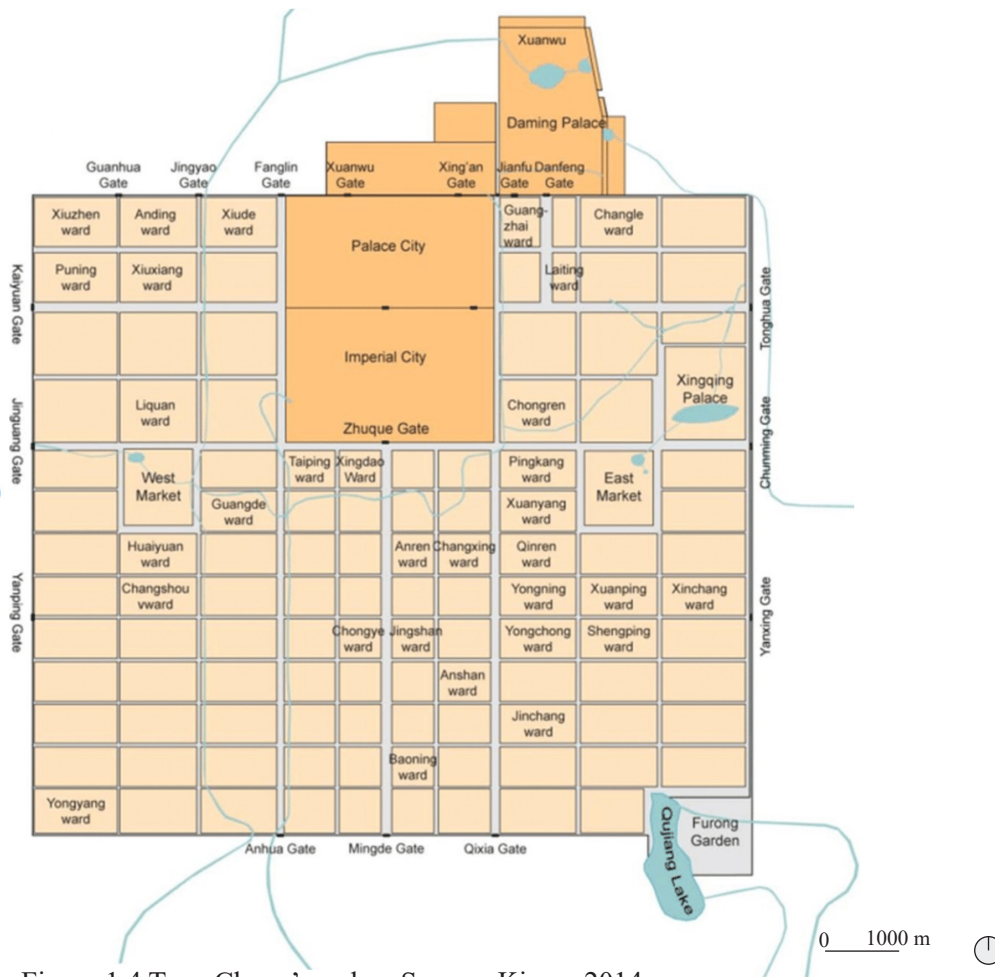 Xuanwu
Daming Palace
Guanhua
Gate
Jingyao
Gate
Fanglin
Gate
Xuanwu
Gate
Xing'an
Gate
Jianfu
Gate
Danfeng
Gate
Xiuzhen
ward
Anding
ward
Xiude
ward
Palace City
Guang-
zhai
ward
Changle
ward
Puning
ward
Xiuxiang
ward
Laiting
ward
Kaiyuan Gate
Tonghua Gate
Imperial City
Xingqing
Palace
Liquan
ward
Zhuque Gate
Chongren
ward
Jinguang Gate
Chunming Gate
West
Market
Taiping
ward
Xingdao
Ward
Pingkang
ward
East
Market
Guangde
ward
Xuanyang
ward
Huaiyuan
ward
Anren
ward
Changxing
ward
Qinren
ward
Changshou
vward
Yongning
ward
Xuanping
ward
Xinchang
ward
Yanping Gate
Yanxing Gate
Chongye
ward
Jingshan
ward
Yongchong
ward
Shengping
ward
Anshan
ward
Jinchang
ward
Baoning
ward
Yongyang
ward
Qujiang Lake
Furong
Garden
Anhua Gate
Mingde Gate
Qixia Gate
0
1000 m